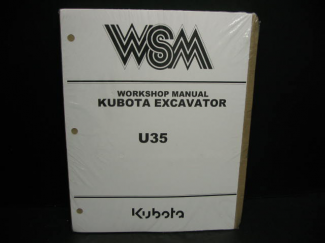 WSM
WORKSHOP MANUAL
KUBOTA EXCAVATOR
U35
Kubota